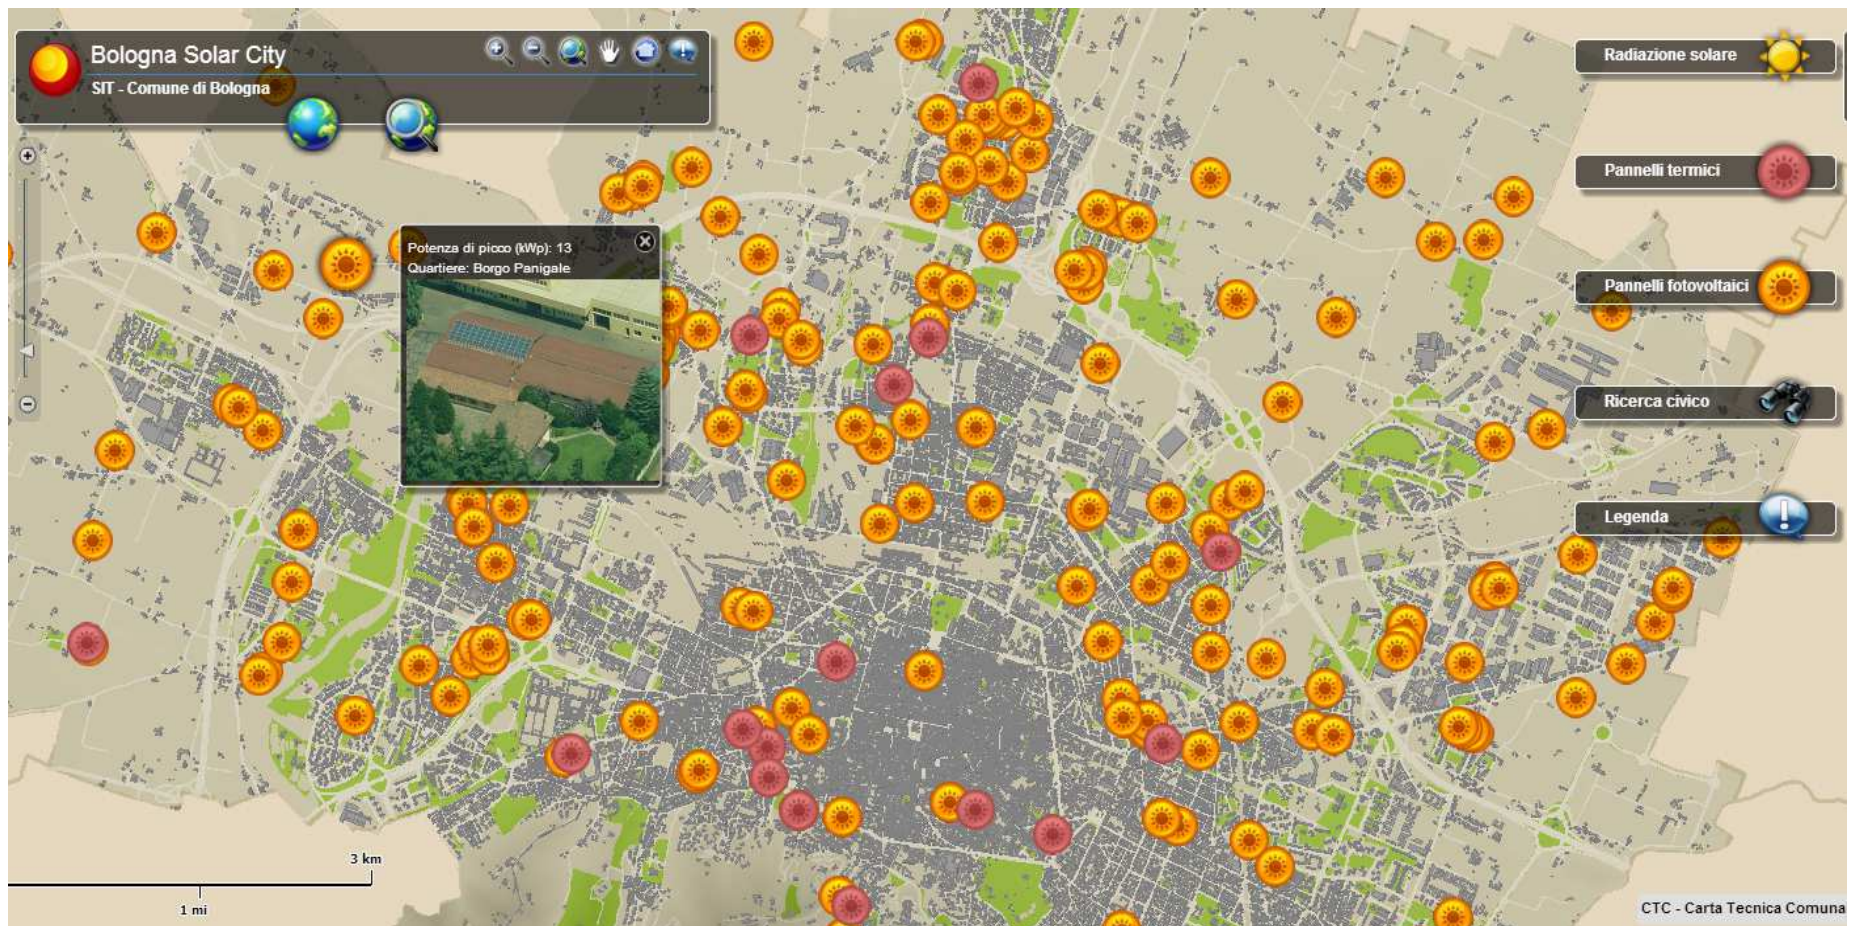 Bologna Solar City
SIT - Comune di Bologna
Radiazione solare
Pannelli termici
Potenza di picco (kWp): 13
Quartiere: Borgo Panigale
Pannelli fotovoltaici
Ricerca civico
Legenda
3 km
1 mi
CTC - Carta Tecnica Comuna